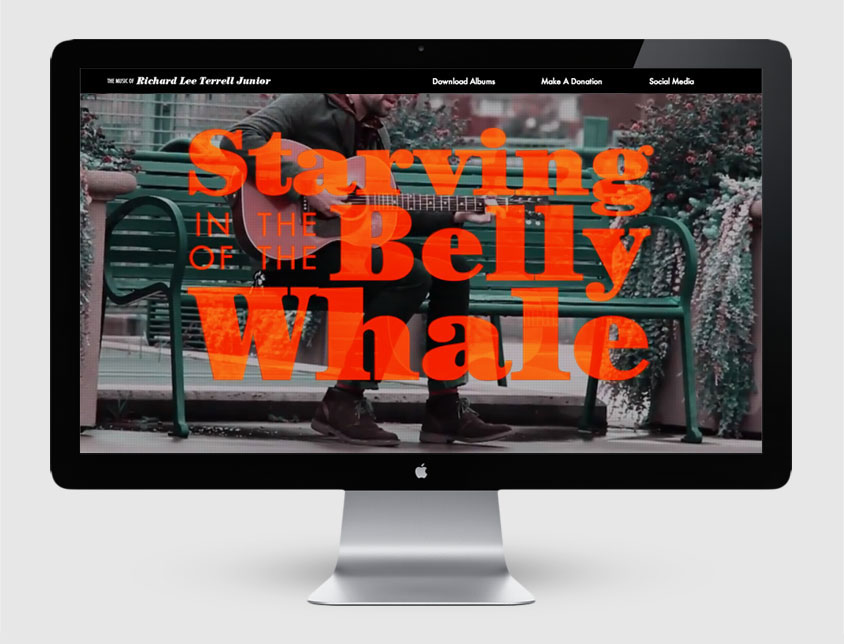 THE MUSIC OF Richard Lee Terrell Junior Download Albums Make A Donation Social Media
Starving
IN THE Belly
OF THE
Whale